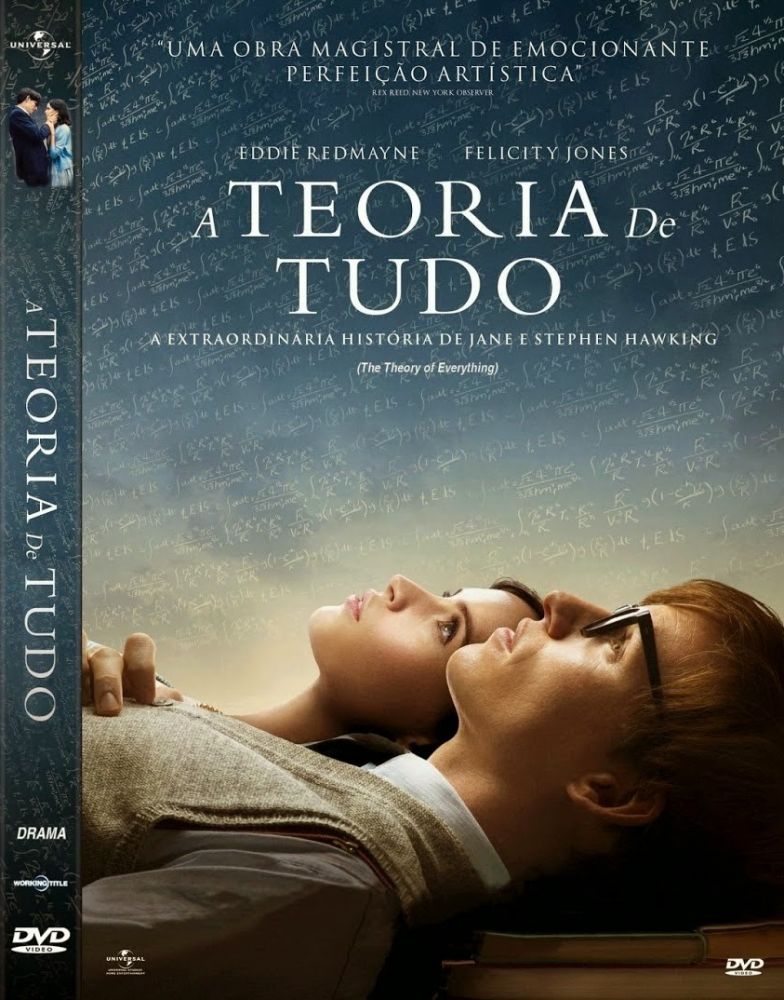 UNIVERSAL
A TEORIA De TUDO
DRAMA
WORKING TITLE
DVD
VIDEO
"UMA OBRA MAGISTRAL DE EMOCIONANTE
PERFEIÇÃO ARTÍSTICA"
REX REED, NEW YORK OBSERVER
EDDIE REDMAYNE FELICITY JONES
A TEORIA De
TUDO
A EXTRAORDINÁRIA HISTÓRIA DE JANE E STEPHEN HAWKING
(The Theory of Everything)
UNIVERSAL
DVD
VIDEO